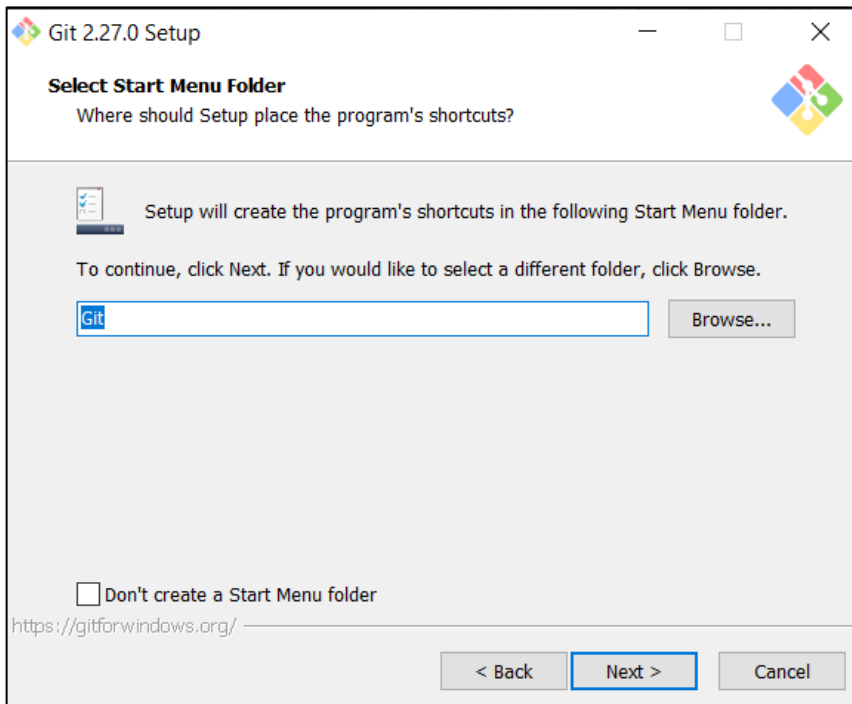 Git 2.27.0 Setup
Select Start Menu Folder
Where should Setup place the program's shortcuts?
Setup will create the program's shortcuts in the following Start Menu folder.
To continue, click Next. If you would like to select a different folder, click Browse.
Git
Browse...
Don't create a Start Menu folder
https://gitforwindows.org/
< Back
Next >
Cancel